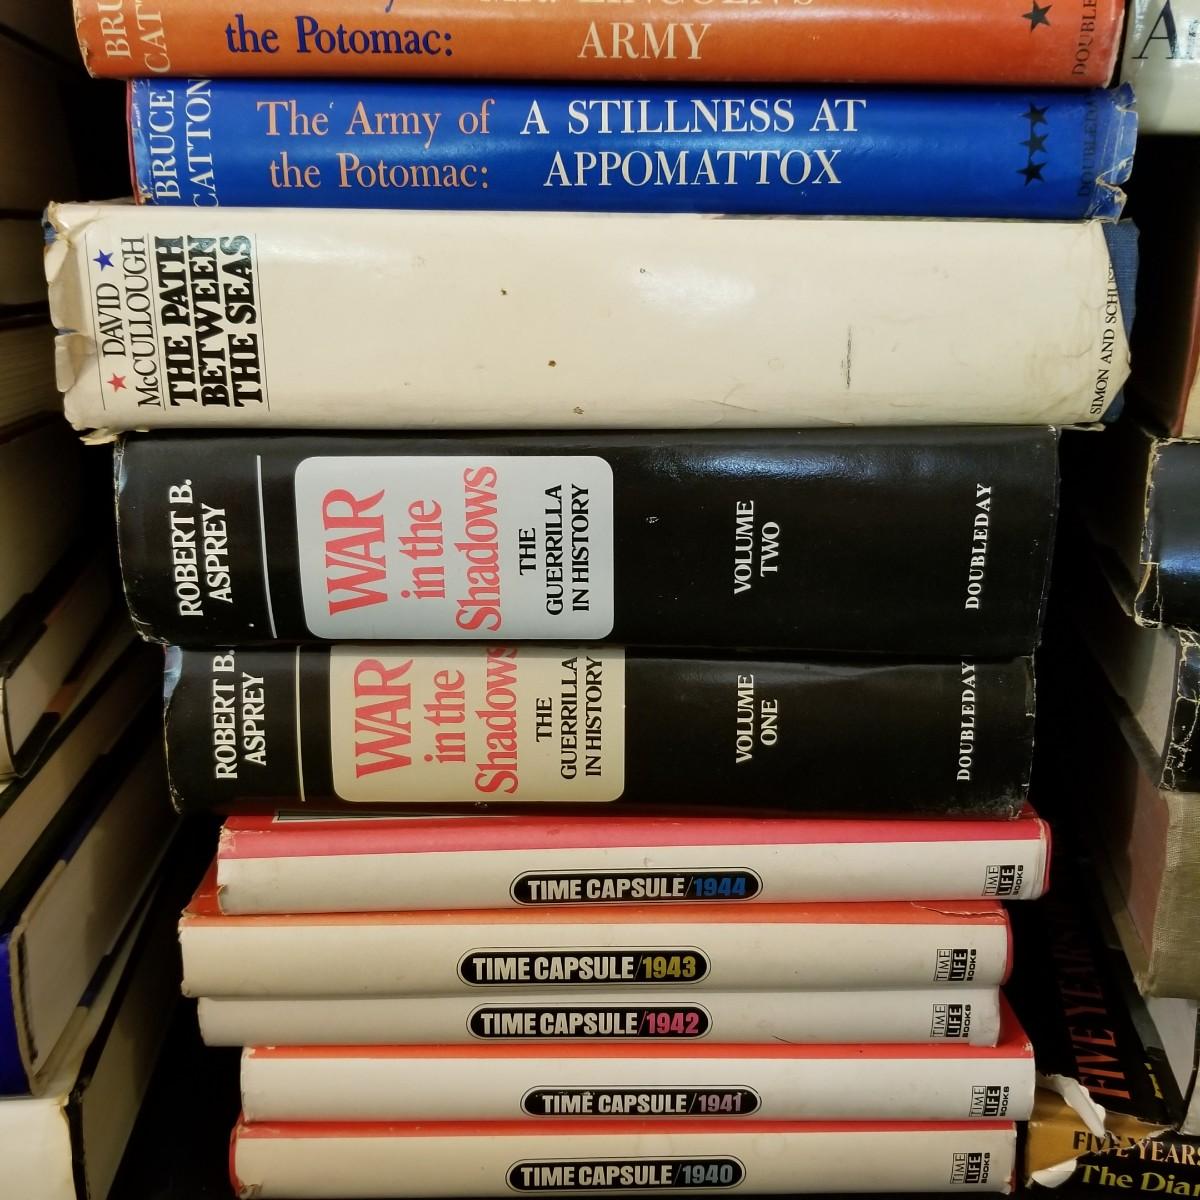 the Potomac:
ARMY
BRUCE
CATTON
The Army of
the Potomac:
A STILLNESS AT
APPOMATTOX
DOUBLEDAY
DAVID
McCULLOUGH
THE PATH
BETWEEN
THE SEAS
SIMON AND
ROBERT B.
ASPREY
WAR
in the
Shadows
THE
GUERRILLA
IN HISTORY
VOLUME
TWO
DOUBLEDAY
ROBERT B.
ASPREY
WAR
in the
Shadows
THE
GUERRILLA
IN HISTORY
VOLUME
ONE
DOUBLEDAY
TIME CAPSULE/1944
TIME
LIFE
BOOKS
TIME CAPSULE/1943
TIME
LIFE
BOOKS
TIME CAPSULE/1942
TIME
LIFE
BOOKS
TIME CAPSULE/1941
TIME
LIFE
BOOKS
TIME CAPSULE/1940
TIME
LIFE
BOOKS
FIVE YEARS
FIVE YEARS
The